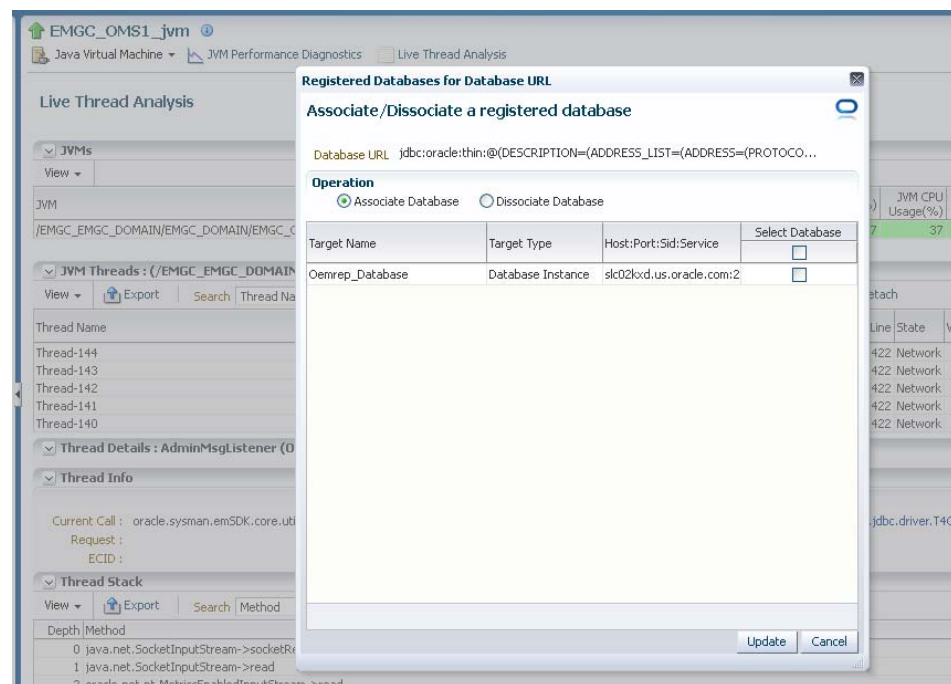 EMGC_OMS1_jvm
Java Virtual Machine JVM Performance Diagnostics Live Thread Analysis
Live Thread Analysis
JVMs
View
JVM
JVM CPU Usage(%)
/EMGC_EMGC_DOMAIN/EMGC_DOMAIN/EMGC_ 7 37
JVM Threads : (/EMGC_EMGC_DOMAIN
View Export Search Thread Na etach
Thread Name Line State
Thread-144 422 Network
Thread-143 422 Network
Thread-142 422 Network
Thread-141 422 Network
Thread-140 422 Network
Thread Details : AdminMsgListener (O
Thread Info
Current Call : oracle.sysman.emSDK.core.uti .jdbc.driver.T4C
Request :
ECID :
Thread Stack
View Export Search Method
Depth Method
0 java.net.SocketInputStream->socketRe
1 java.net.SocketInputStream->read
2 oracle.net.nt.MetricsEnabledInputStream->read
Registered Databases for Database URL
Associate/Dissociate a registered database
Database URL jdbc:oracle:thin:@(DESCRIPTION=(ADDRESS_LIST=(ADDRESS=(PROTOCO...
Operation
Associate Database Dissociate Database
Target Name Target Type Host:Port:Sid:Service Select Database
Oemrep_Database Database Instance slc02kxd.us.oracle.com:2
Update Cancel